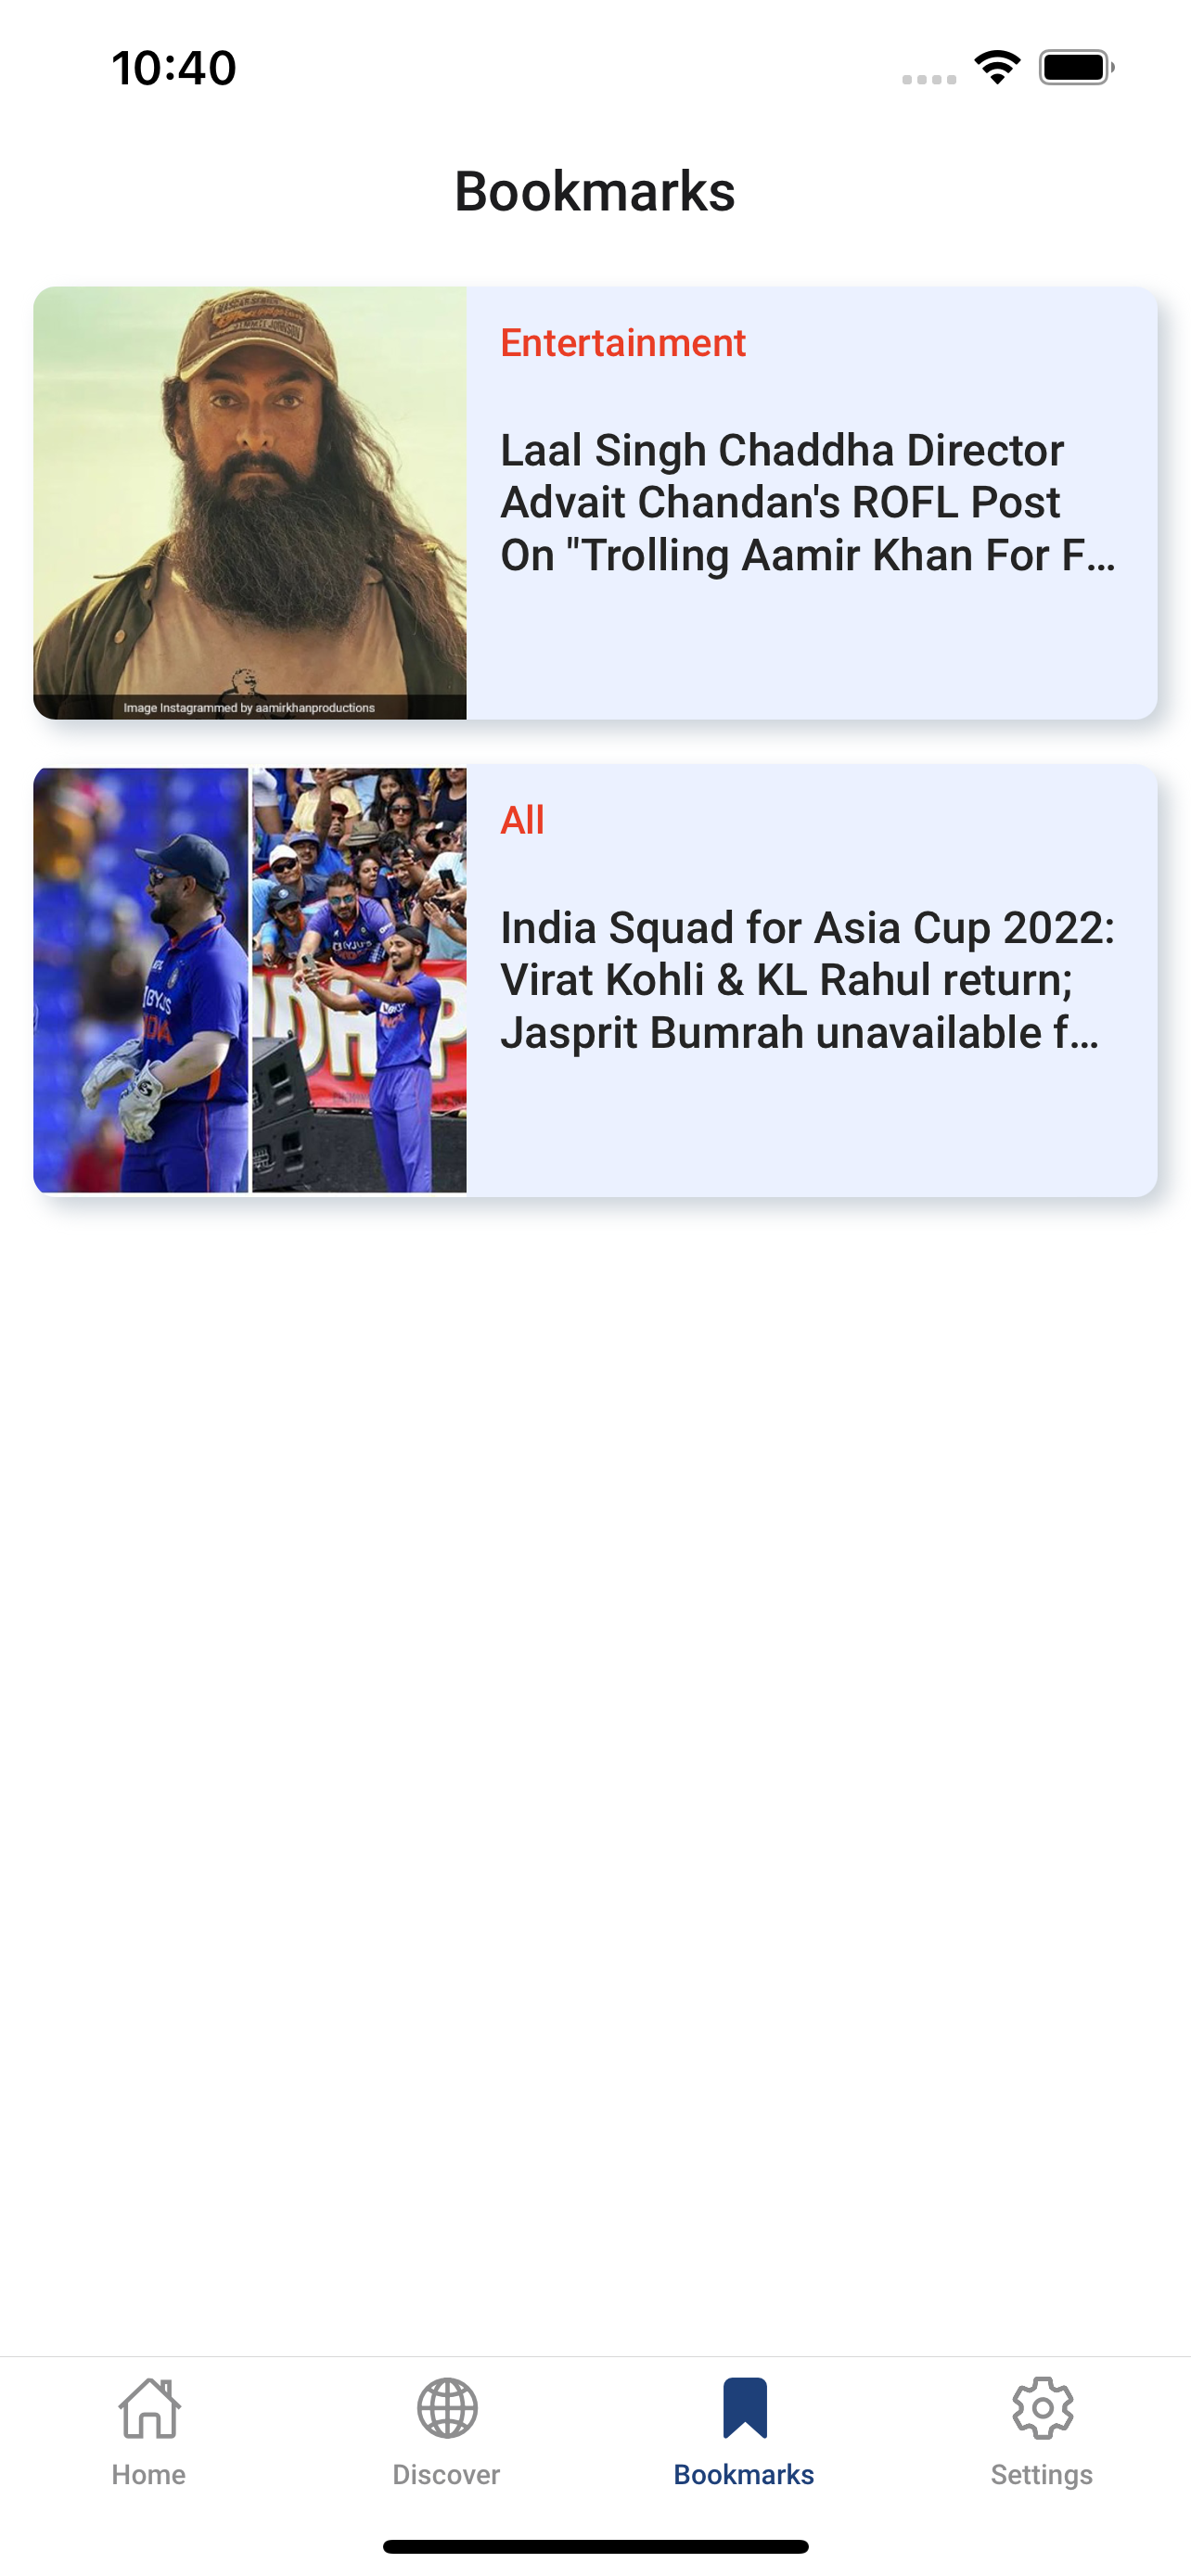 10:40
Bookmarks
Entertainment
Laal Singh Chaddha Director
Advait Chandan's ROFL Post
On "Trolling Aamir Khan For F...
Image Instagrammed by aamirkhanproductions
All
India Squad for Asia Cup 2022:
Virat Kohli & KL Rahul return;
Jasprit Bumrah unavailable f...
Home
Discover
Bookmarks
Settings